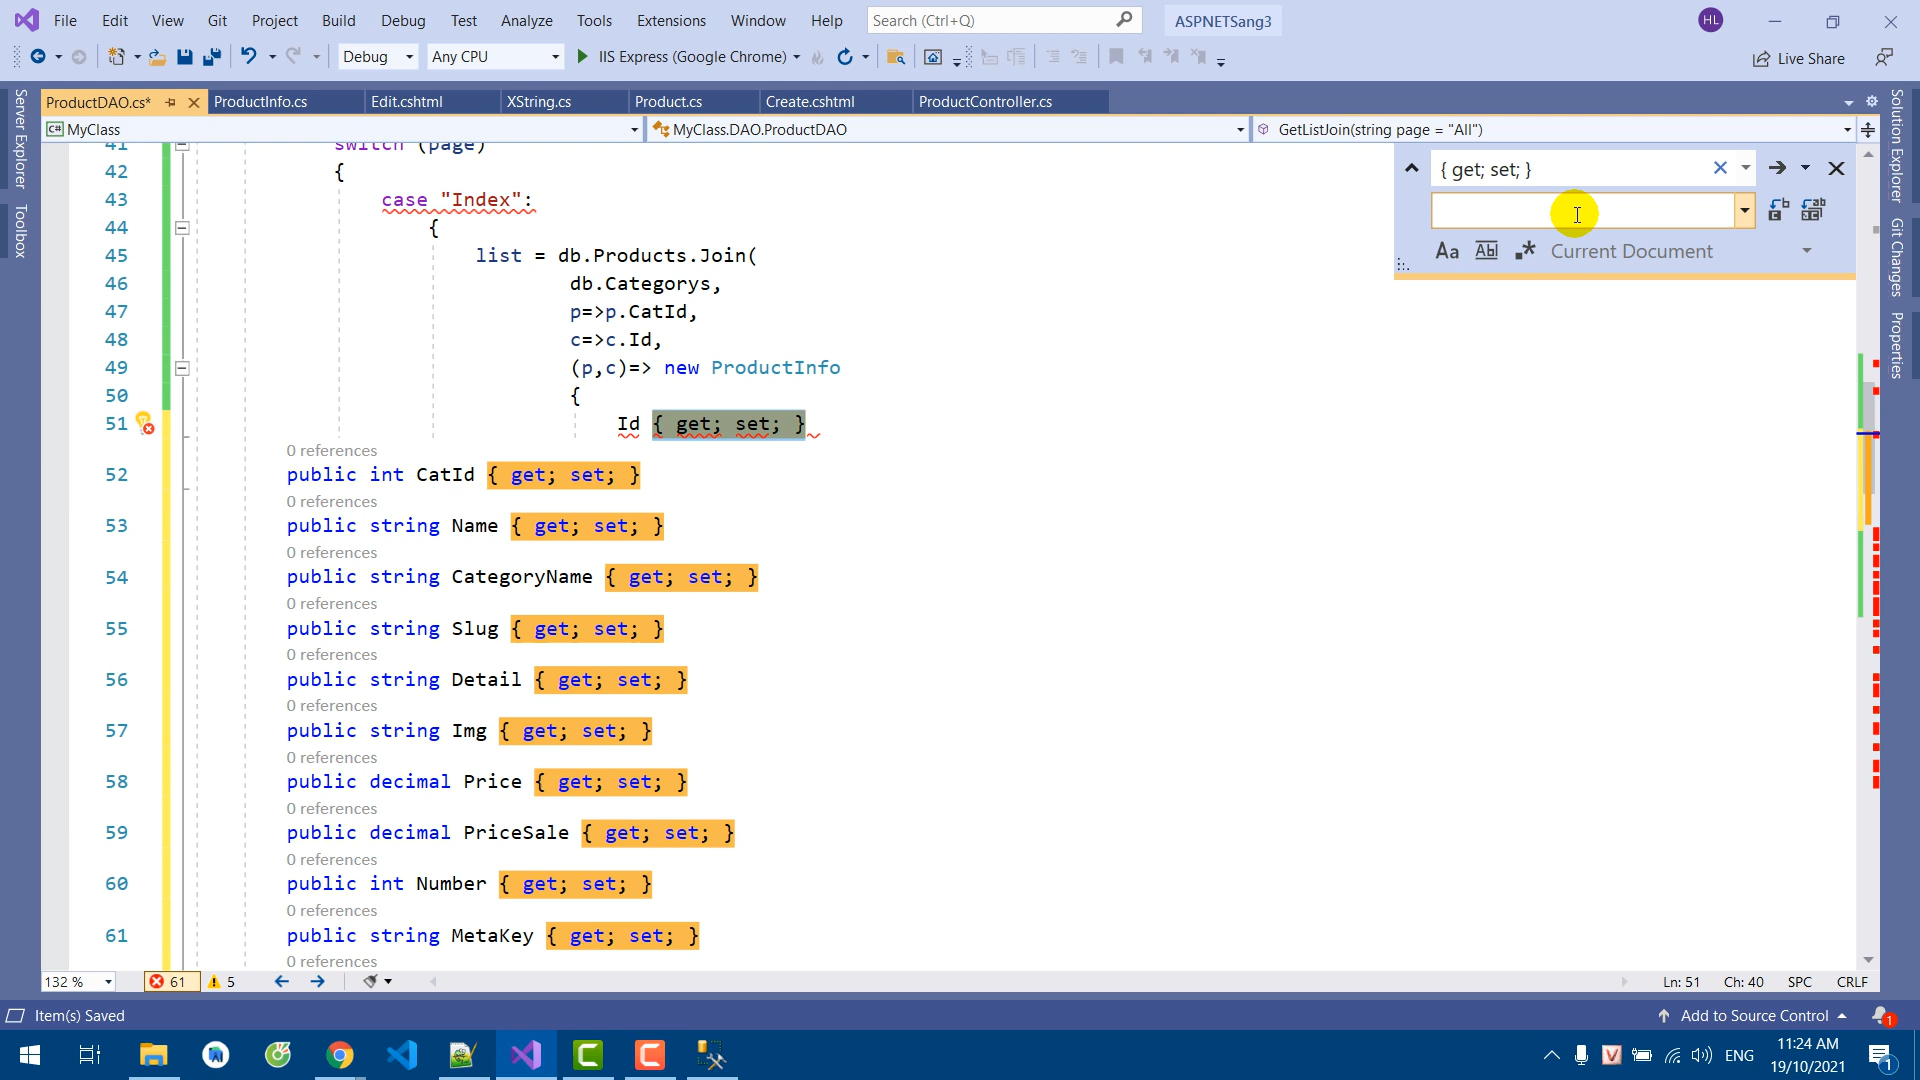 File Edit View Git Project Build Debug Test Analyze Tools Extensions Window Help Search (Ctrl+Q) ASPNETSang3 HL
Debug Any CPU IIS Express (Google Chrome) Live Share
ProductDAO.cs* ProductInfo.cs Edit.cshtml XString.cs Product.cs Create.cshtml ProductController.cs
C# MyClass MyClass.DAO.ProductDAO GetListJoin(string page = "All")
Server Explorer
Toolbox
Solution Explorer
Git Changes
Properties
{ get; set; }
Aa Abl .* Current Document
41 switch (page)
42 {
43 case "Index":
44 {
45 list = db.Products.Join(
46 db.Categorys,
47 p=>p.CatId,
48 c=>c.Id,
49 (p,c)=> new ProductInfo
50 {
51 Id { get; set; }
0 references
52 public int CatId { get; set; }
0 references
53 public string Name { get; set; }
0 references
54 public string CategoryName { get; set; }
0 references
55 public string Slug { get; set; }
0 references
56 public string Detail { get; set; }
0 references
57 public string Img { get; set; }
0 references
58 public decimal Price { get; set; }
0 references
59 public decimal PriceSale { get; set; }
0 references
60 public int Number { get; set; }
0 references
61 public string MetaKey { get; set; }
0 references
132 % 61 5 Ln: 51 Ch: 40 SPC CRLF
Item(s) Saved Add to Source Control 1
ENG 11:24 AM
19/10/2021 1